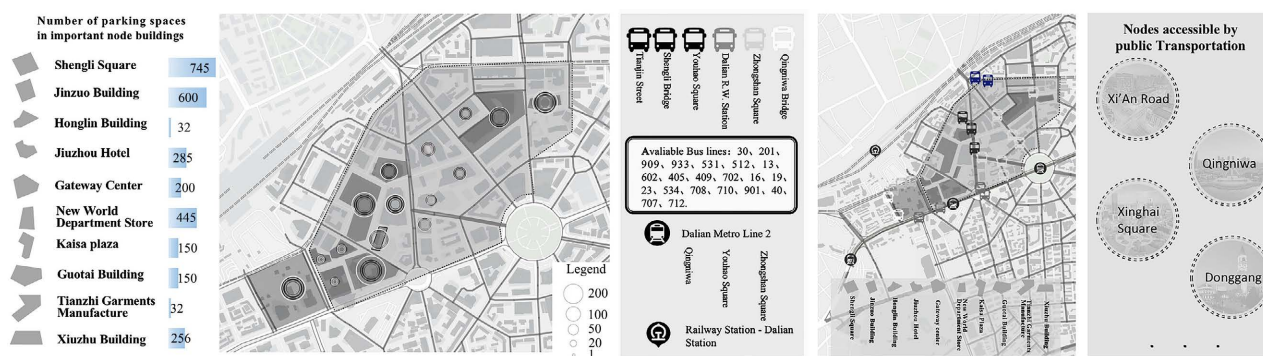 Number of parking spaces
in important node buildings
Shengli Square
745
Jinzuo Building
600
Honglin Building
32
Jiuzhou Hotel
285
Gateway Center
200
New World
Department Store
445
Kaisa plaza
150
Guotai Building
150
Tianzhi Garments
Manufacture
32
Xiuzhu Building
256
Legend
200
100
50
20
1
Tianjin Street
Shengli Bridge
Youhao Square
Dalian R.W. Station
Zhongshan Square
Qingniwa Bridge
Avaliable Bus lines: 30、201、
909、933、531、512、13、
602、405、409、702、16、19、
23、534、708、710、901、40、
707、712.
Dalian Metro Line 2
Qingniwa
Youhao Square
Zhongshan Square
Railway Station - Dalian
Station
Shengli Square
Jinzuo Building
Honglin Building
Jiuzhou Hotel
Gateway center
New World
Department Store
Kaisa Plaza
Guotai Building
Tianzhi Garments
Manufacture
Xiuzhu Building
Nodes accessible by
public Transportation
Xi'An Road
Qingniwa
Xinghai
Square
Donggang
. . .